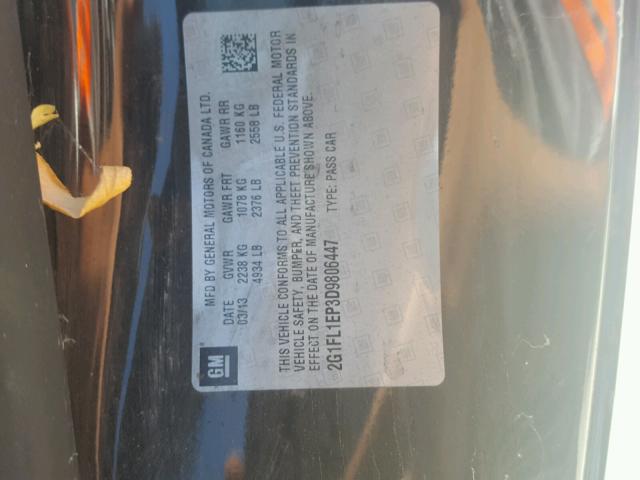 GM
MFD BY GENERAL MOTORS OF CANADA LTD.
DATE GVWR GAWR FRT GAWR RR
03/13 2238 KG 1078 KG 1160 KG
4934 LB 2376 LB 2558 LB
THIS VEHICLE CONFORMS TO ALL APPLICABLE U.S. FEDERAL MOTOR
VEHICLE SAFETY, BUMPER, AND THEFT PREVENTION STANDARDS IN
EFFECT ON THE DATE OF MANUFACTURE SHOWN ABOVE.
2G1FL1EP3D9806447 TYPE: PASS CAR